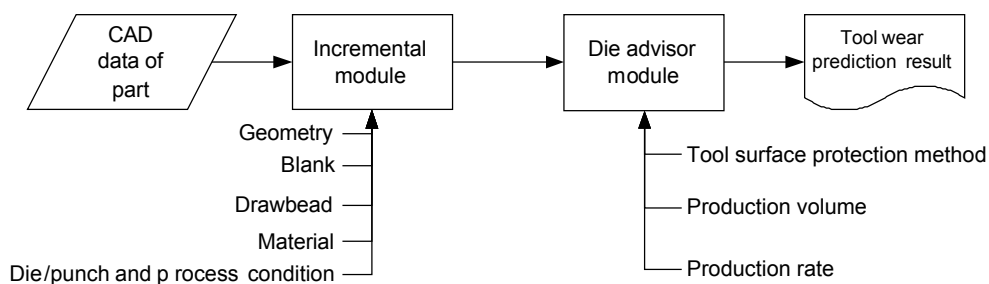 CAD
data of
part
Incremental
module
Die advisor
module
Tool wear
prediction result
Geometry
Blank
Drawbead
Material
Die/punch and p rocess condition
Tool surface protection method
Production volume
Production rate